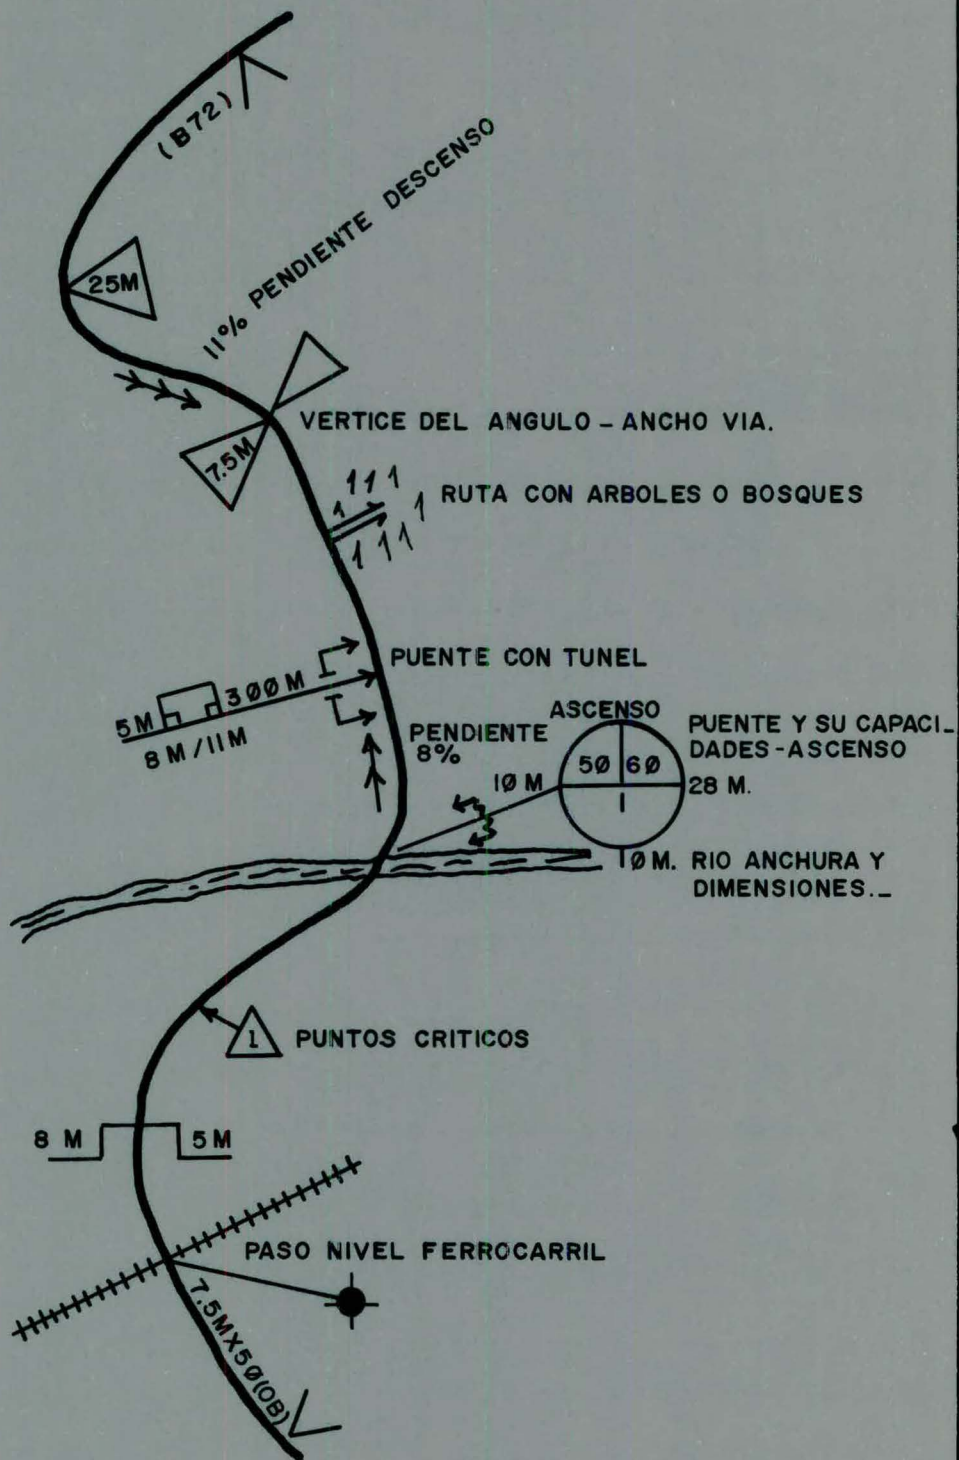 (B72)
11% PENDIENTE DESCENSO
25M
VERTICE DEL ANGULO - ANCHO VIA.
7.5M
RUTA CON ARBOLES O BOSQUES
PUENTE CON TUNEL
5M
300M
8M/11M
ASCENSO
PENDIENTE
8%
PUENTE Y SU CAPACI_
DADES-ASCENSO
50 60
10 M
28 M.
I
10 M. RIO ANCHURA Y
DIMENSIONES._
1 PUNTOS CRITICOS
8 M
5M
PASO NIVEL FERROCARRIL
7.5MX50(OB)